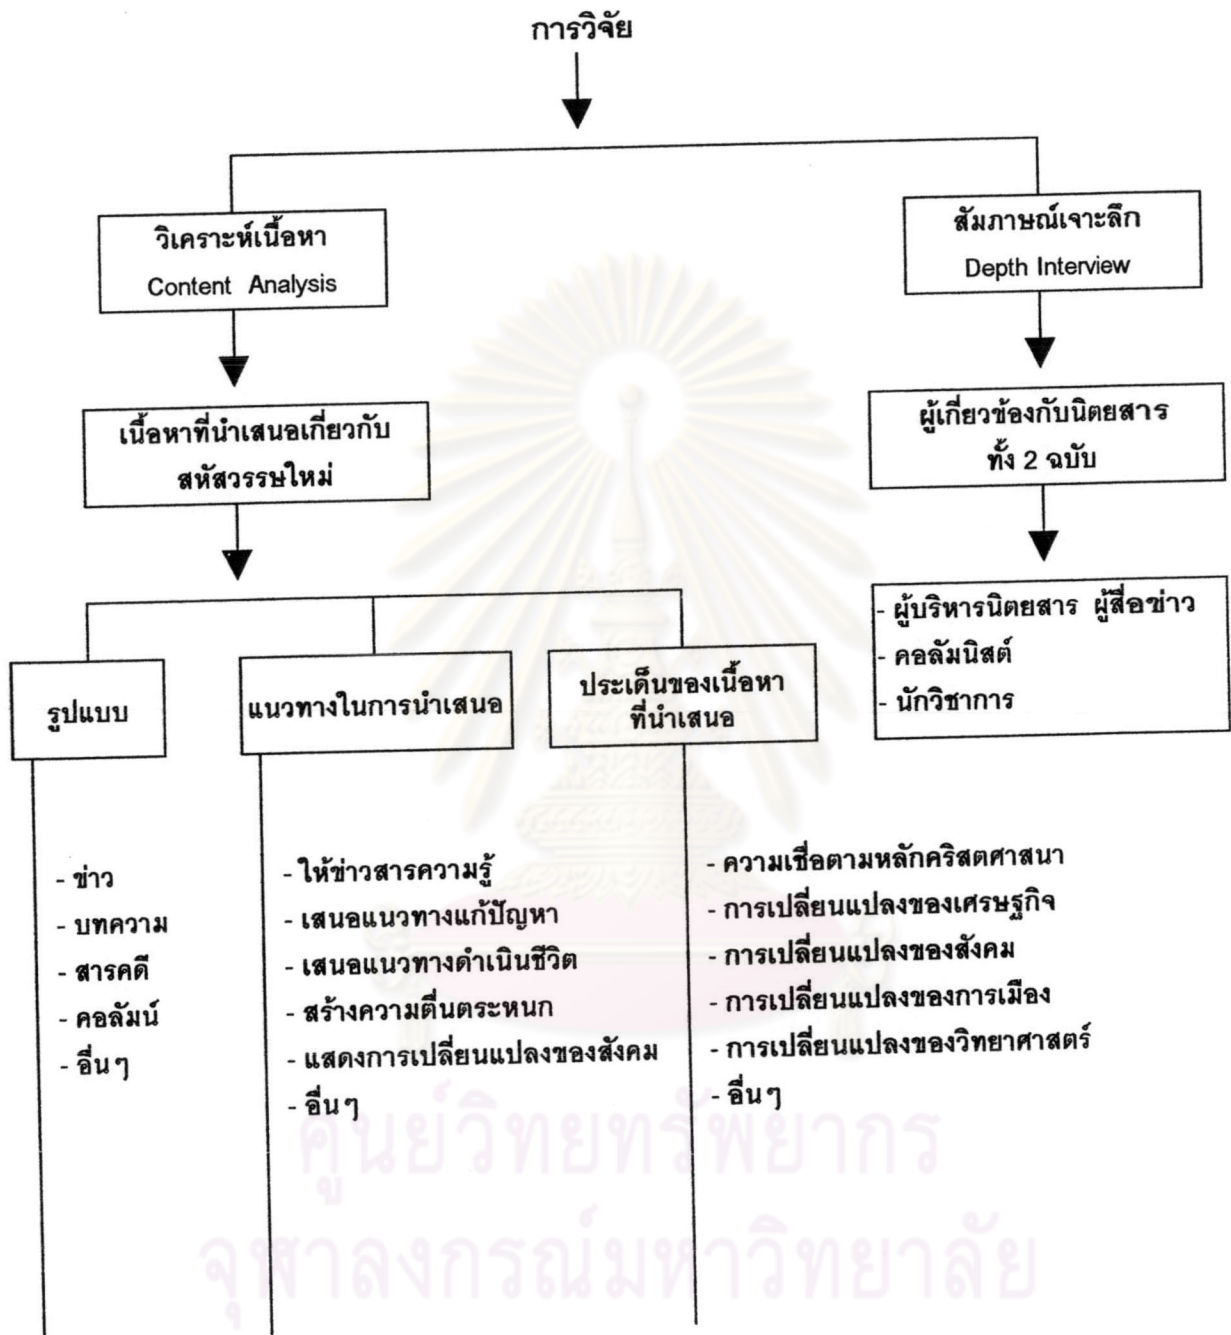 การวิจัย
วิเคราะห์เนื้อหา
Content Analysis
สัมภาษณ์เจาะลึก
Depth Interview
เนื้อหาที่นำเสนอเกี่ยวกับ
สหัสวรรษใหม่
ผู้เกี่ยวข้องกับนิตยสาร
ทั้ง 2 ฉบับ
- ผู้บริหารนิตยสาร ผู้สื่อข่าว
- คอลัมนิสต์
- นักวิชาการ
รูปแบบ
แนวทางในการนำเสนอ
ประเด็นของเนื้อหา
ที่นำเสนอ
- ข่าว
- บทความ
- สารคดี
- คอลัมน์
- อื่นๆ
- ให้ข่าวสารความรู้
- เสนอแนวทางแก้ปัญหา
- เสนอแนวทางดำเนินชีวิต
- สร้างความตื่นตระหนก
- แสดงการเปลี่ยนแปลงของสังคม
- อื่นๆ
- ความเชื่อตามหลักคริสตศาสนา
- การเปลี่ยนแปลงของเศรษฐกิจ
- การเปลี่ยนแปลงของสังคม
- การเปลี่ยนแปลงของการเมือง
- การเปลี่ยนแปลงของวิทยาศาสตร์
- อื่นๆ
ศูนย์วิทยทรัพยากร
จุฬาลงกรณ์มหาวิทยาลัย